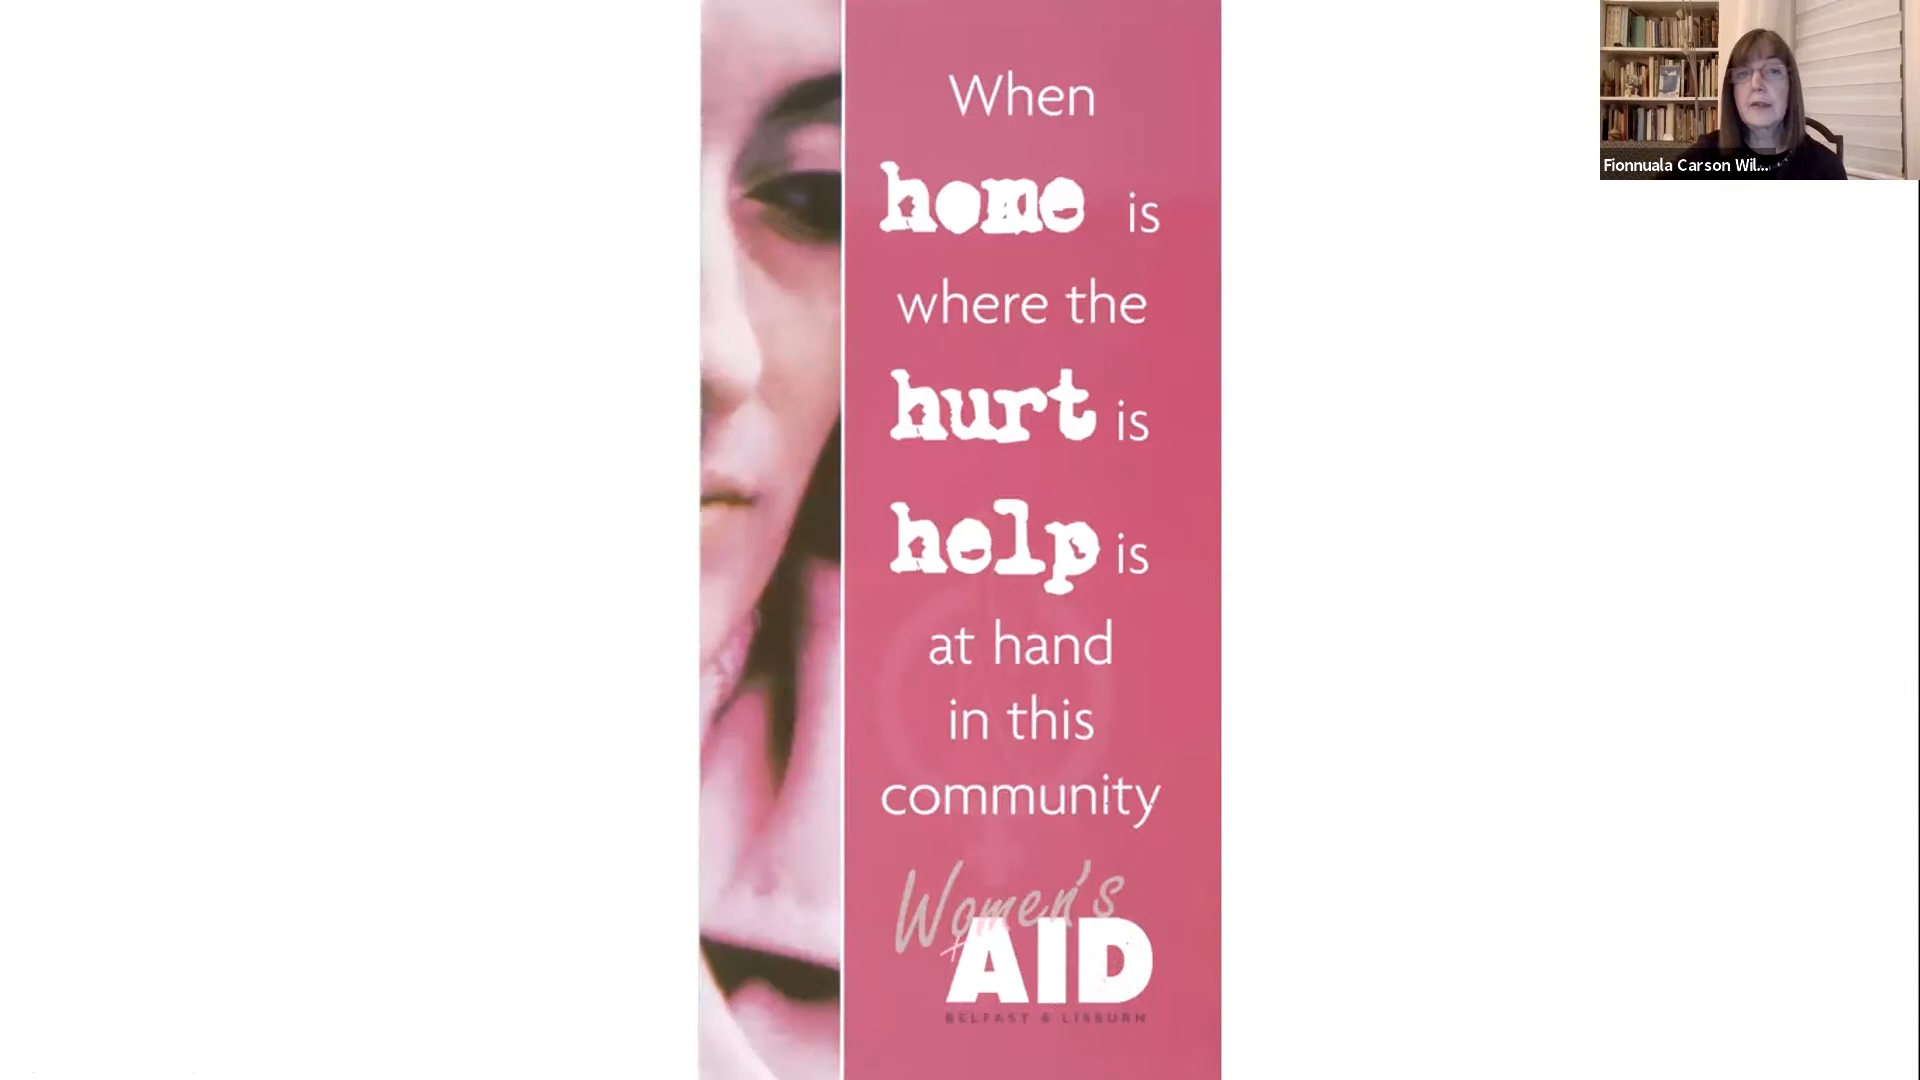 When
home is
where the
hurt is
help is
at hand
in this
community
Women's
AID
BELFAST & LISBURN
Fionnuala Carson Wil...